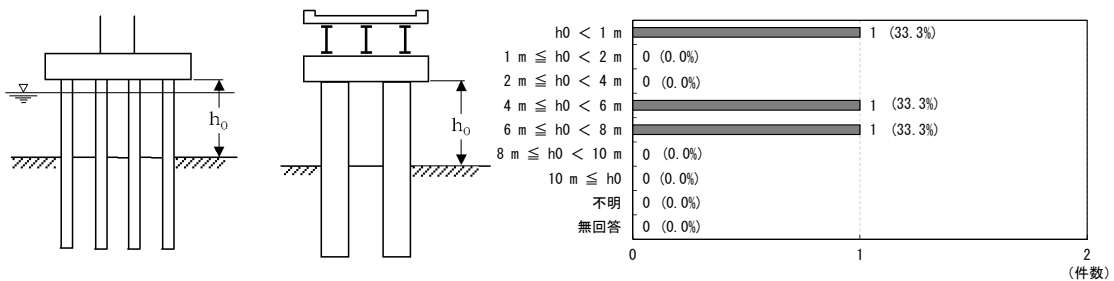 h₀
h₀
h0 < 1 m 1 (33.3%)
1 m ≦ h0 < 2 m 0 (0.0%)
2 m ≦ h0 < 4 m 0 (0.0%)
4 m ≦ h0 < 6 m 1 (33.3%)
6 m ≦ h0 < 8 m 1 (33.3%)
8 m ≦ h0 < 10 m 0 (0.0%)
10 m ≦ h0 0 (0.0%)
不明 0 (0.0%)
無回答 0 (0.0%)
0 1 2
(件数)